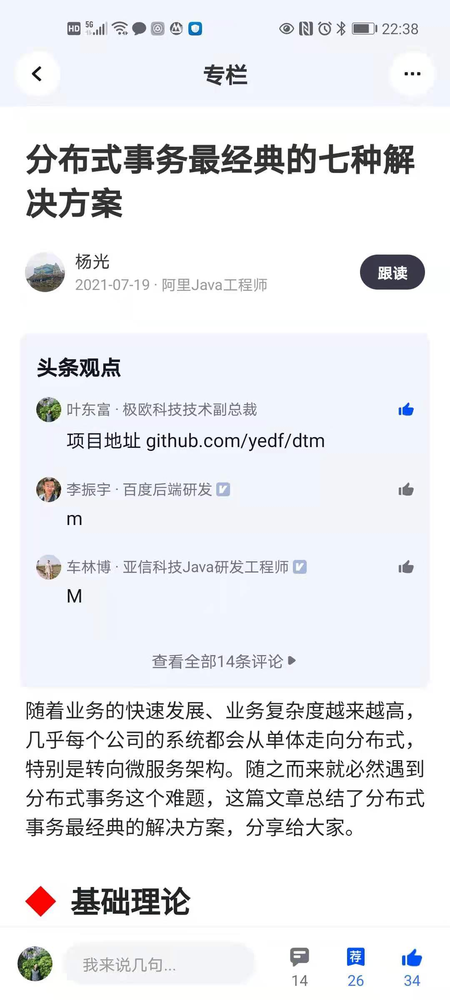 HD 5G 22:38
专栏
分布式事务最经典的七种解
决方案
杨光
2021-07-19 · 阿里Java工程师
跟读
头条观点
叶东富 · 极欧科技技术副总裁
项目地址 github.com/yedf/dtm
李振宇 · 百度后端研发
m
车林博 · 亚信科技Java研发工程师
M
查看全部14条评论
随着业务的快速发展、业务复杂度越来越高，
几乎每个公司的系统都会从单体走向分布式，
特别是转向微服务架构。随之而来就必然遇到
分布式事务这个难题，这篇文章总结了分布式
事务最经典的解决方案，分享给大家。
基础理论
我来说几句...
荐
14 26 34